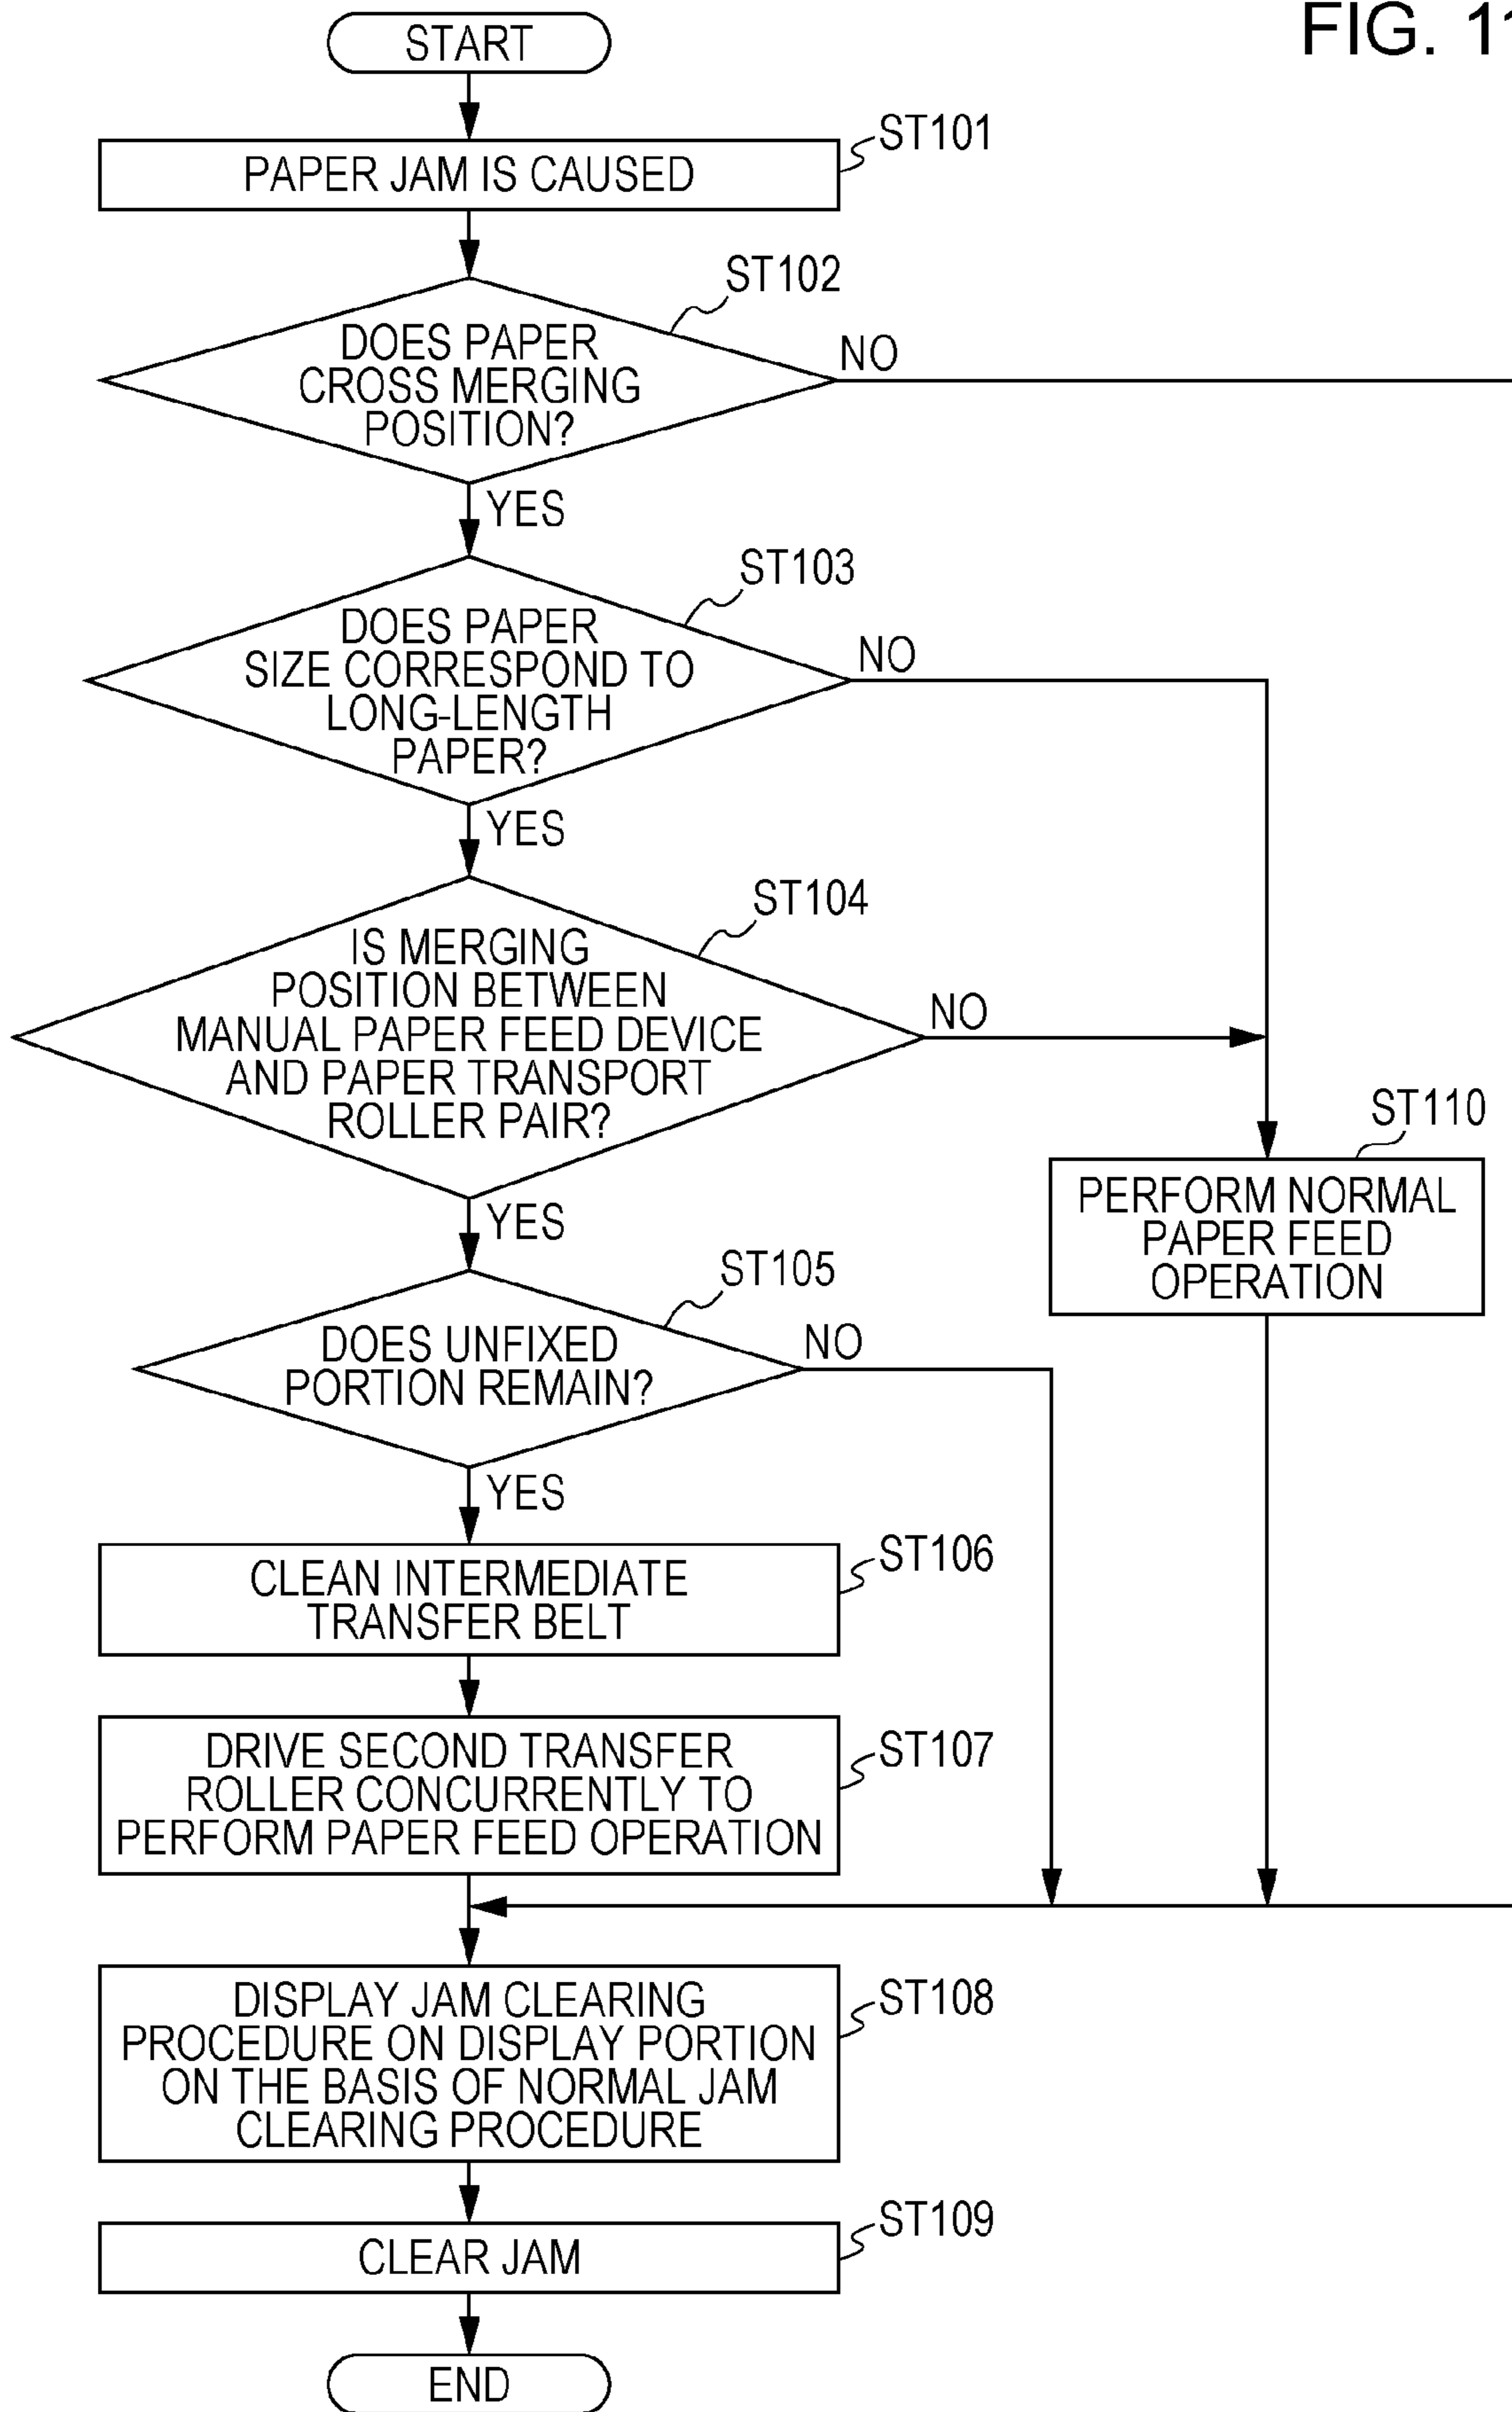 FIG. 11
START
ST101
PAPER JAM IS CAUSED
ST102
DOES PAPER
CROSS MERGING
POSITION?
NO
YES
ST103
DOES PAPER
SIZE CORRESPOND TO
LONG-LENGTH
PAPER?
NO
YES
ST104
IS MERGING
POSITION BETWEEN
MANUAL PAPER FEED DEVICE
AND PAPER TRANSPORT
ROLLER PAIR?
NO
ST110
PERFORM NORMAL
PAPER FEED
OPERATION
YES
ST105
DOES UNFIXED
PORTION REMAIN?
NO
YES
ST106
CLEAN INTERMEDIATE
TRANSFER BELT
ST107
DRIVE SECOND TRANSFER
ROLLER CONCURRENTLY TO
PERFORM PAPER FEED OPERATION
ST108
DISPLAY JAM CLEARING
PROCEDURE ON DISPLAY PORTION
ON THE BASIS OF NORMAL JAM
CLEARING PROCEDURE
ST109
CLEAR JAM
END